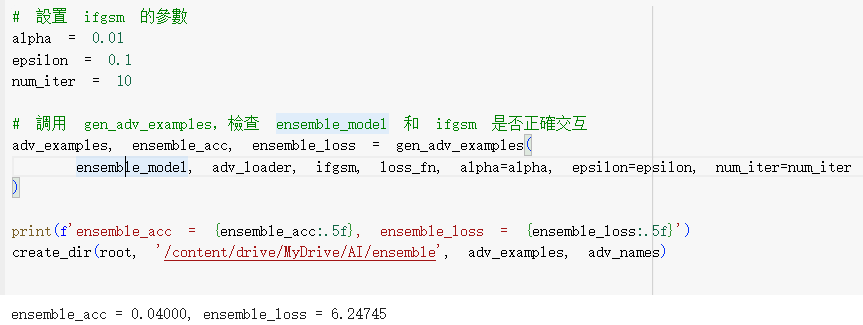 # 設置 ifgsm 的參數
alpha = 0.01
epsilon = 0.1
num_iter = 10
# 調用 gen_adv_examples，檢查 ensemble_model 和 ifgsm 是否正確交互
adv_examples, ensemble_acc, ensemble_loss = gen_adv_examples(
ensemble_model, adv_loader, ifgsm, loss_fn, alpha=alpha, epsilon=epsilon, num_iter=num_iter
)
print(f'ensemble_acc = {ensemble_acc:.5f}, ensemble_loss = {ensemble_loss:.5f}')
create_dir(root, '/content/drive/MyDrive/AI/ensemble', adv_examples, adv_names)
ensemble_acc = 0.04000, ensemble_loss = 6.24745